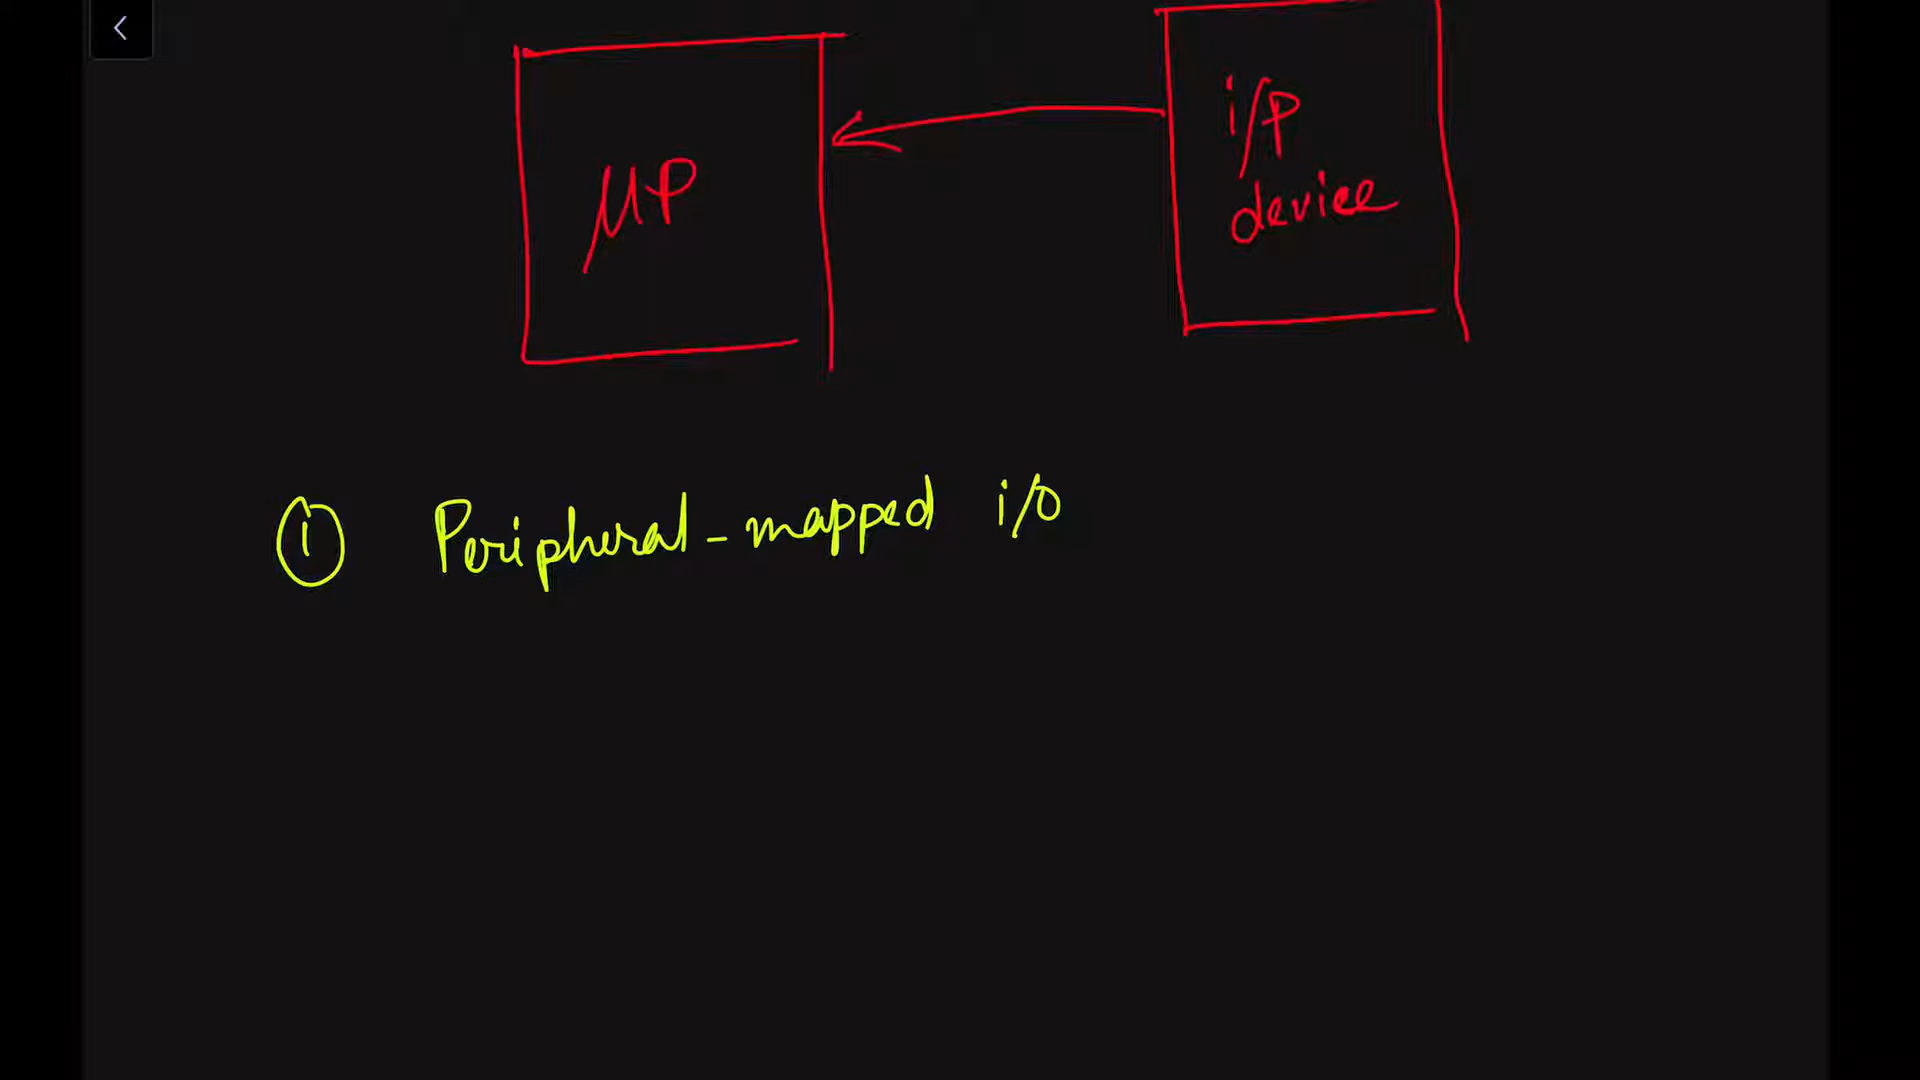 μP
i/p
device
① Peripheral-mapped i/o